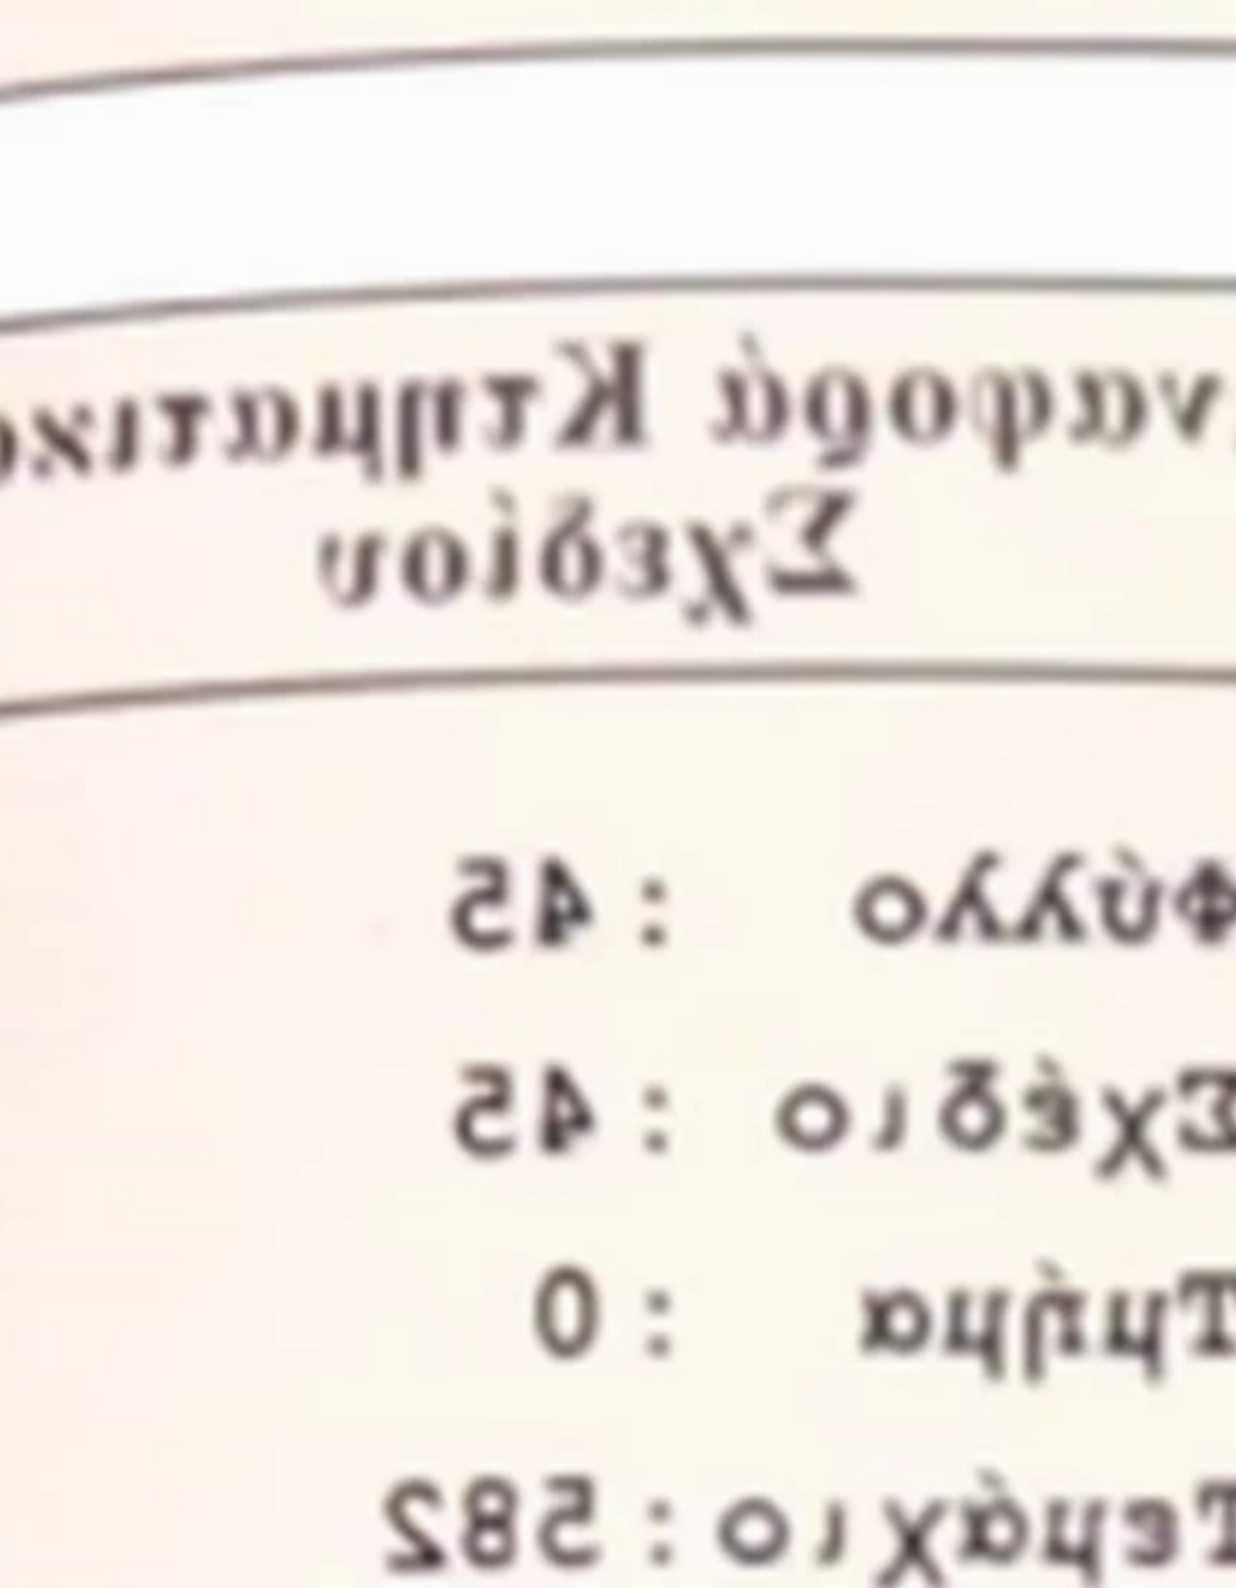 ναφορά Κτηματικο
Σχεδίου
Φύλλο : 45
Σχέδιο : 45
Τμήμα : 0
Τεμάχιο : 582